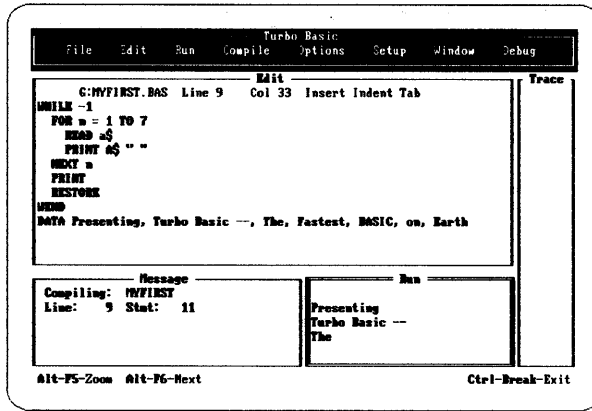 Turbo Basic
File Edit Run Compile Options Setup Window Debug
Edit
G:MYFIRST.BAS Line 9 Col 33 Insert Indent Tab
WHILE -1
FOR n = 1 TO 7
READ a$
PRINT A$ " "
NEXT n
PRINT
RESTORE
WEND
DATA Presenting, Turbo Basic --, The, Fastest, BASIC, on, Earth
Trace
Message
Compiling: MYFIRST
Line: 9 Stmt: 11
Run
Presenting
Turbo Basic --
The
Alt-F5-Zoom Alt-F6-Next Ctrl-Break-Exit